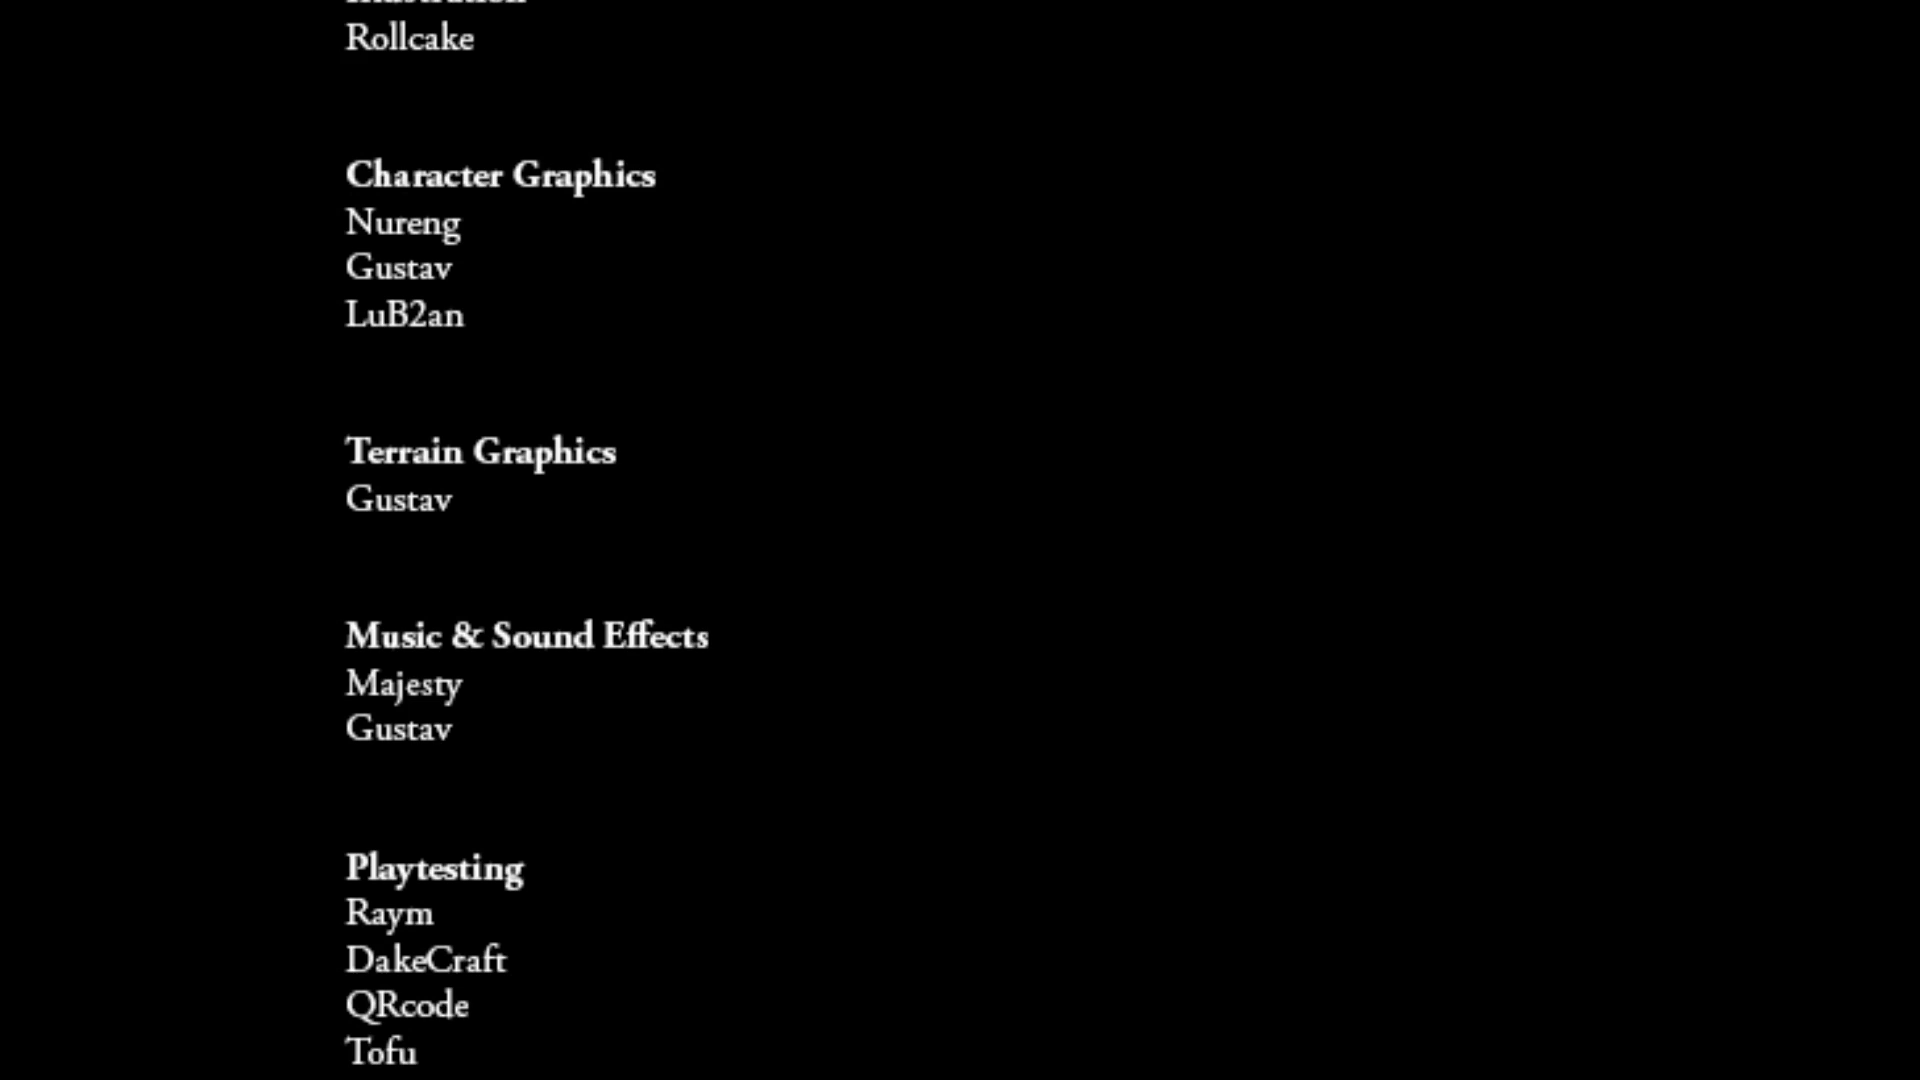 Rollcake
Character Graphics
Nureng
Gustav
LuB2an
Terrain Graphics
Gustav
Music & Sound Effects
Majesty
Gustav
Playtesting
Raym
DakeCraft
QRcode
Tofu